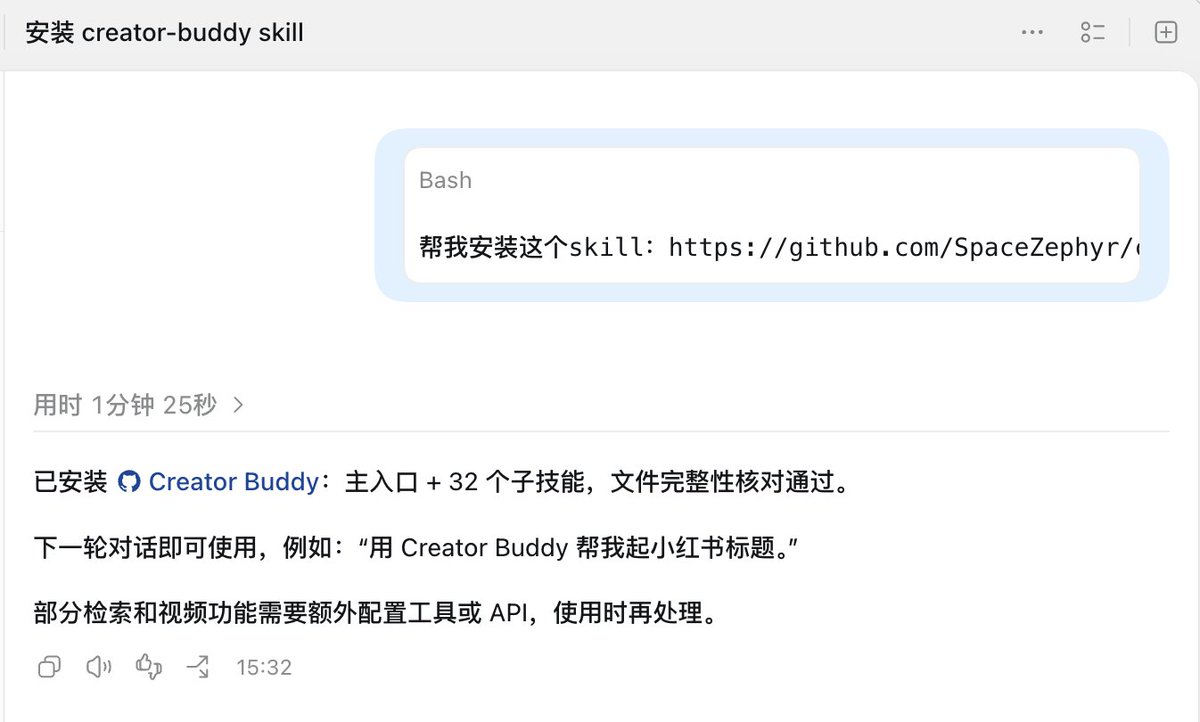 安装 creator-buddy skill
Bash
帮我安装这个skill：https://github.com/SpaceZephyr/
用时 1分钟 25秒
已安装 Creator Buddy：主入口 + 32 个子技能，文件完整性核对通过。
下一轮对话即可使用，例如：“用 Creator Buddy 帮我起小红书标题。”
部分检索和视频功能需要额外配置工具或 API，使用时再处理。
15:32